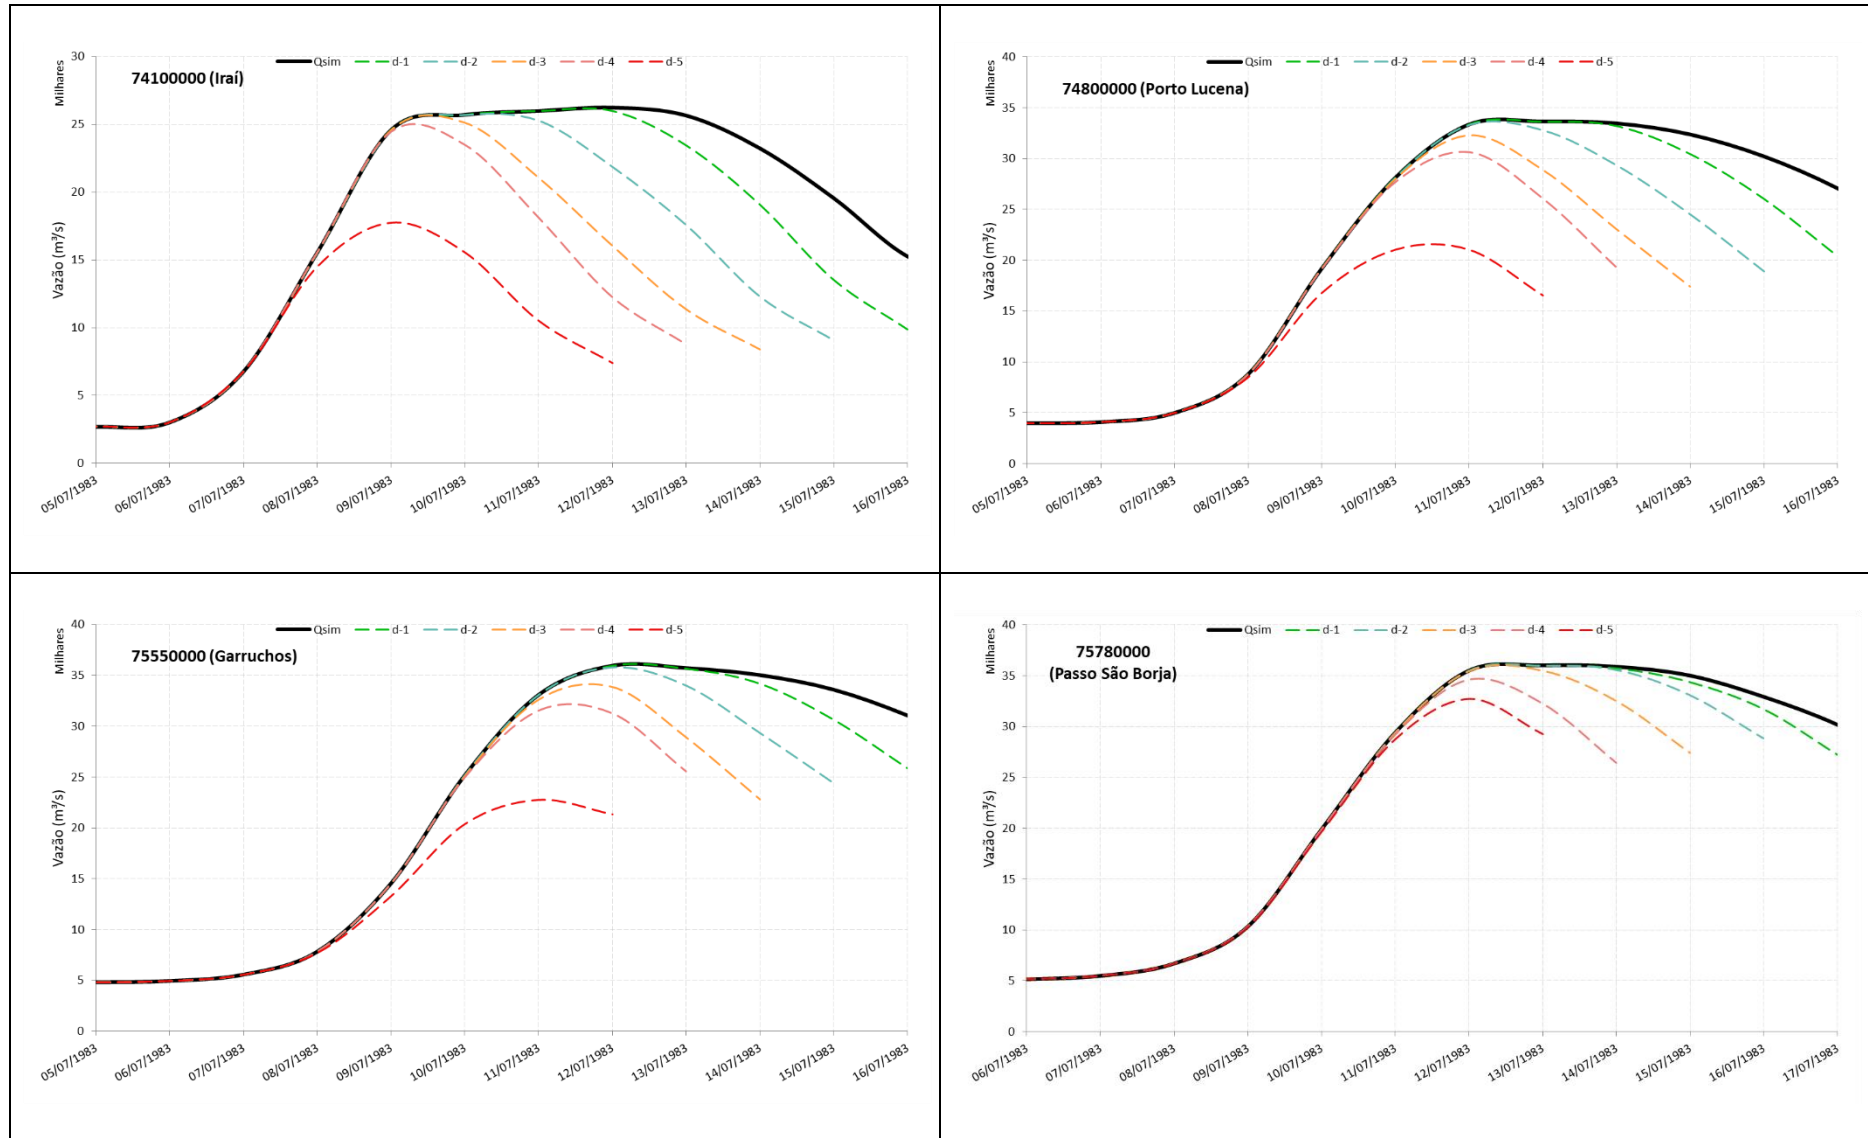 Milhares
30
25
20
15
10
5
0
Vazão (m³/s)
74100000 (Iraí)
Qsim d-1 d-2 d-3 d-4 d-5
05/07/1983 06/07/1983 07/07/1983 08/07/1983 09/07/1983 10/07/1983 11/07/1983 12/07/1983 13/07/1983 14/07/1983 15/07/1983 16/07/1983
Milhares
40
35
30
25
20
15
10
5
0
Vazão (m³/s)
74800000 (Porto Lucena)
Qsim d-1 d-2 d-3 d-4 d-5
05/07/1983 06/07/1983 07/07/1983 08/07/1983 09/07/1983 10/07/1983 11/07/1983 12/07/1983 13/07/1983 14/07/1983 15/07/1983 16/07/1983
Milhares
40
35
30
25
20
15
10
5
0
Vazão (m³/s)
75550000 (Garruchos)
Qsim d-1 d-2 d-3 d-4 d-5
05/07/1983 06/07/1983 07/07/1983 08/07/1983 09/07/1983 10/07/1983 11/07/1983 12/07/1983 13/07/1983 14/07/1983 15/07/1983 16/07/1983
Milhares
40
35
30
25
20
15
10
5
0
Vazão (m³/s)
75780000
(Passo São Borja)
Qsim d-1 d-2 d-3 d-4 d-5
06/07/1983 07/07/1983 08/07/1983 09/07/1983 10/07/1983 11/07/1983 12/07/1983 13/07/1983 14/07/1983 15/07/1983 16/07/1983 17/07/1983